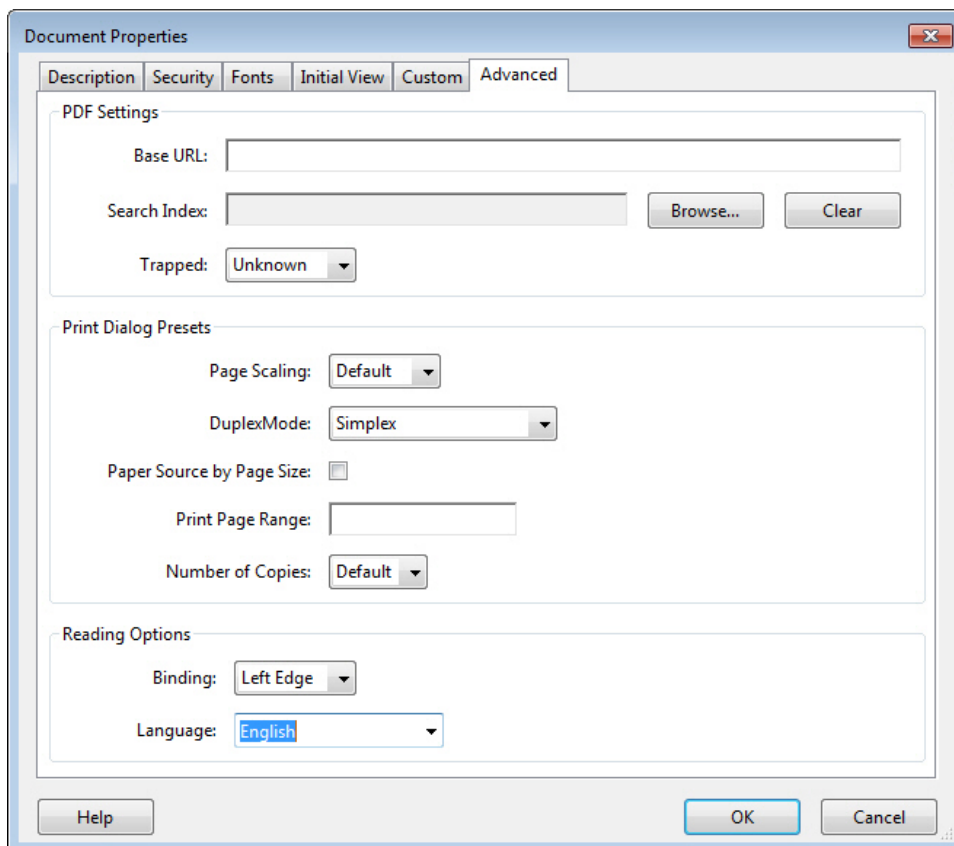 Document Properties
Description Security Fonts Initial View Custom Advanced
PDF Settings
Base URL:
Search Index: Browse... Clear
Trapped: Unknown
Print Dialog Presets
Page Scaling: Default
DuplexMode: Simplex
Paper Source by Page Size:
Print Page Range:
Number of Copies: Default
Reading Options
Binding: Left Edge
Language: English
Help OK Cancel